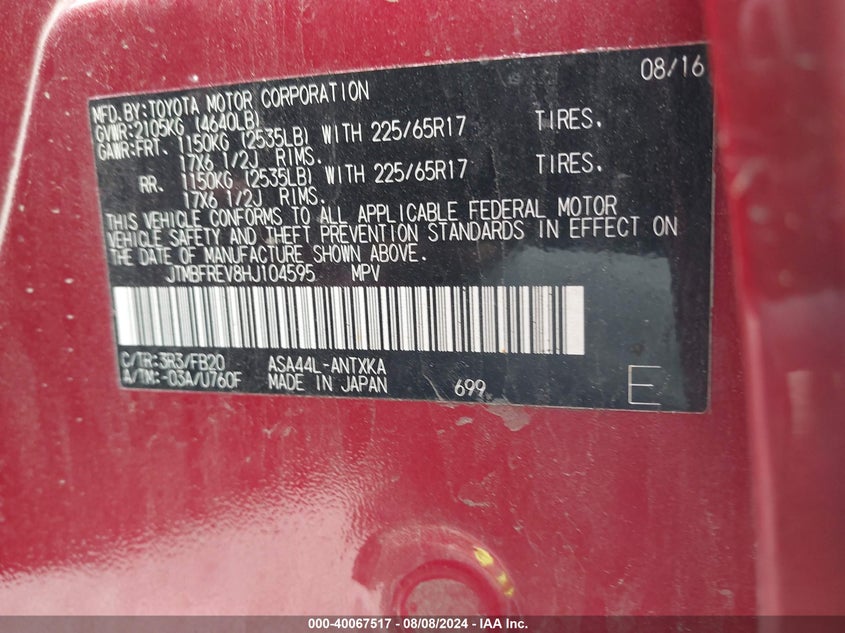 08/16
MFD.BY:TOYOTA MOTOR CORPORATION
GVWR:2105KG (4640LB)
GAWR:FRT. 1150KG (2535LB) WITH 225/65R17 TIRES.
17X6 1/2J RIMS.
RR. 1150KG (2535LB) WITH 225/65R17 TIRES.
17X6 1/2J RIMS.
THIS VEHICLE CONFORMS TO ALL APPLICABLE FEDERAL MOTOR
VEHICLE SAFETY AND THEFT PREVENTION STANDARDS IN EFFECT ON
THE DATE OF MANUFACTURE SHOWN ABOVE.
JTMBFREV8HJ104595 MPV
C/TR:3R3/FB20 ASA44L-ANTXKA
A/TM:-03A/U760F MADE IN JAPAN 699
E
000-40067517 - 08/08/2024 - IAA Inc.